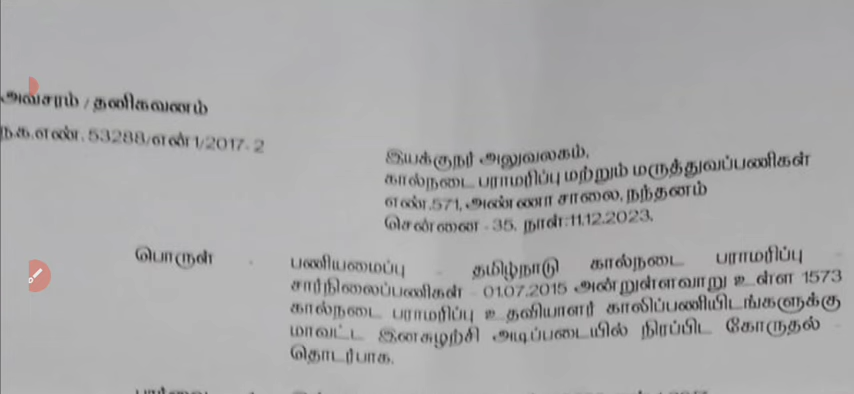 அவசரம் / தனிகவனம்
ந.க.எண். 53288/என்1/2017-2
இயக்குநர் அலுவலகம்,
கால்நடை பராமரிப்பு மற்றும் மருத்துவப்பணிகள்
எண்.571, அண்ணா சாலை, நந்தனம்
சென்னை - 35. நாள்:11.12.2023.
பொருள் - பணியமைப்பு - தமிழ்நாடு கால்நடை பராமரிப்பு
சார்நிலைப்பணிகள் - 01.07.2015 அன்றுள்ளவாறு உள்ள 1573
கால்நடை பராமரிப்பு உதவியாளர் காலிப்பணியிடங்களுக்கு
மாவட்ட இனசுழற்சி அடிப்படையில் நிரப்பிட கோருதல் -
தொடர்பாக.